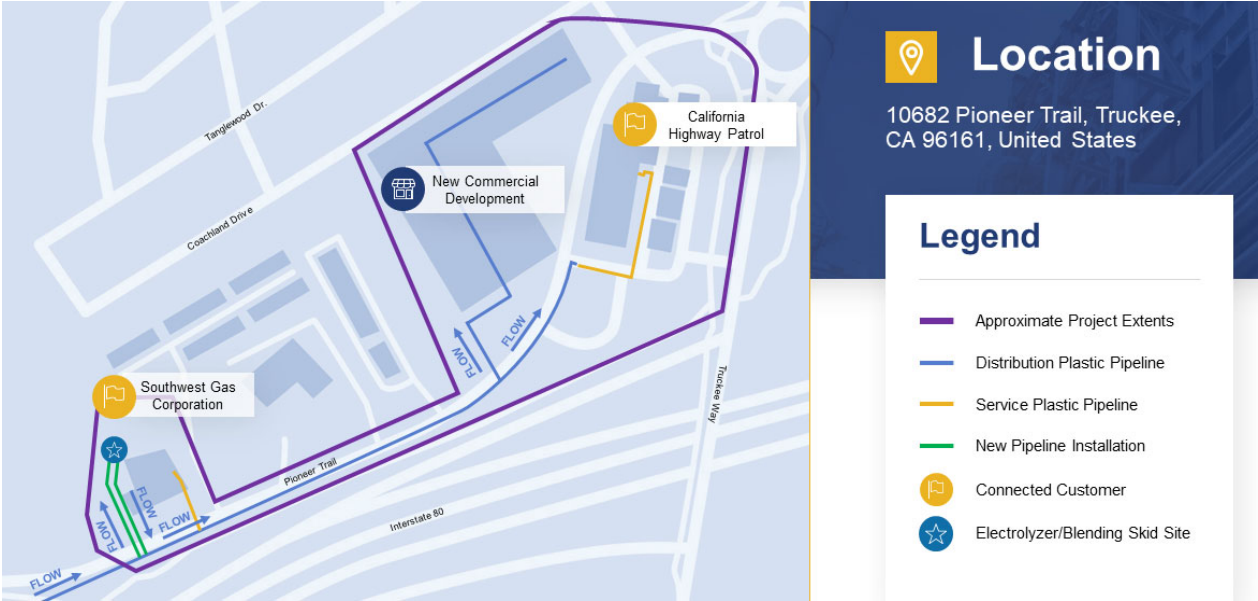 Tanglewood Dr.
Coachland Drive
California
Highway Patrol
New Commercial
Development
FLOW
FLOW
Southwest Gas
Corporation
Truckee Way
Pioneer Trail
Interstate 80
FLOW
FLOW
FLOW
FLOW
Location
10682 Pioneer Trail, Truckee,
CA 96161, United States
Legend
Approximate Project Extents
Distribution Plastic Pipeline
Service Plastic Pipeline
New Pipeline Installation
Connected Customer
Electrolyzer/Blending Skid Site